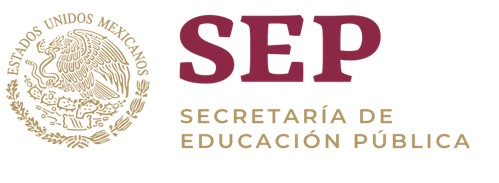 ESTADOS UNIDOS MEXICANOS
SEP
SECRETARÍA DE
EDUCACIÓN PÚBLICA